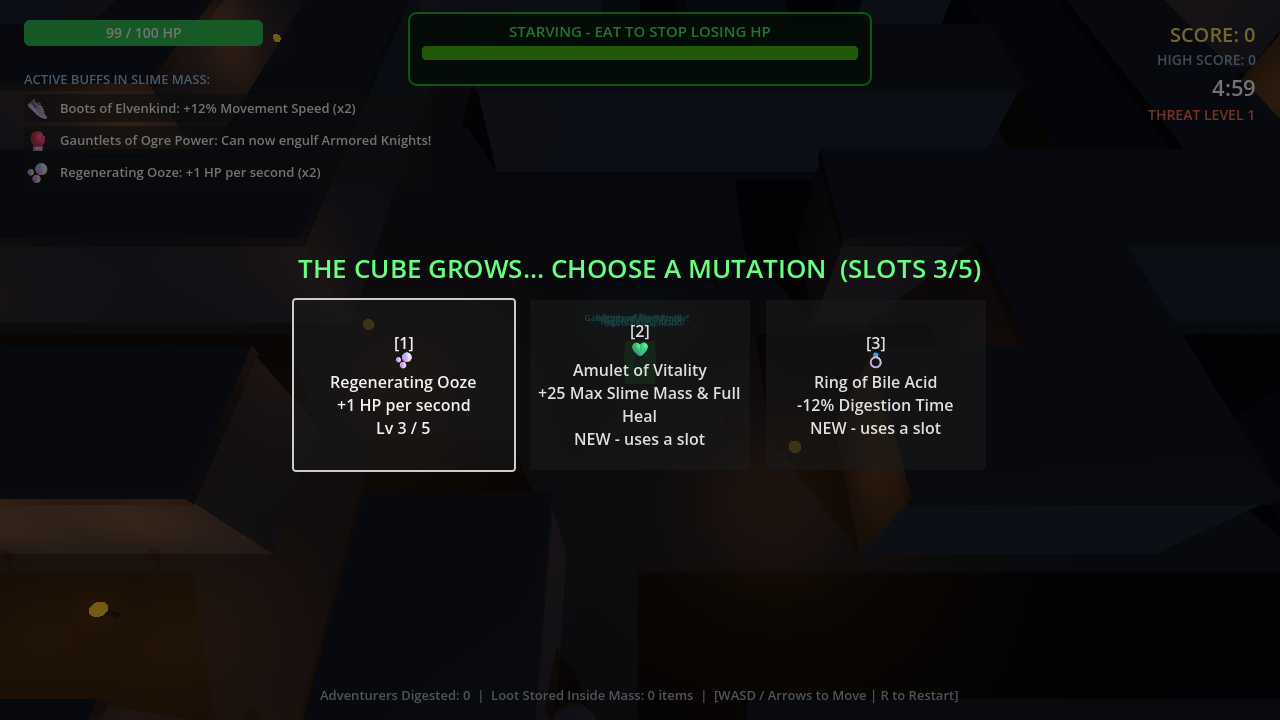 99 / 100 HP
STARVING - EAT TO STOP LOSING HP
SCORE: 0
HIGH SCORE: 0
4:59
THREAT LEVEL 1
ACTIVE BUFFS IN SLIME MASS:
Boots of Elvenkind: +12% Movement Speed (x2)
Gauntlets of Ogre Power: Can now engulf Armored Knights!
Regenerating Ooze: +1 HP per second (x2)
THE CUBE GROWS... CHOOSE A MUTATION (SLOTS 3/5)
[1]
Regenerating Ooze
+1 HP per second
Lv 3 / 5
[2]
Amulet of Vitality
+25 Max Slime Mass & Full
Heal
NEW - uses a slot
[3]
Ring of Bile Acid
-12% Digestion Time
NEW - uses a slot
Adventurers Digested: 0 | Loot Stored Inside Mass: 0 items | [WASD / Arrows to Move | R to Restart]